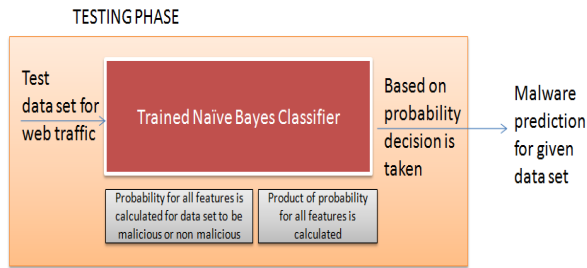 TESTING PHASE
Test
data set for
web traffic
Trained Naïve Bayes Classifier
Based on
probability
decision is
taken
Malware
prediction
for given
data set
Probability for all features is
calculated for data set to be
malicious or non malicious
Product of probability
for all features is
calculated